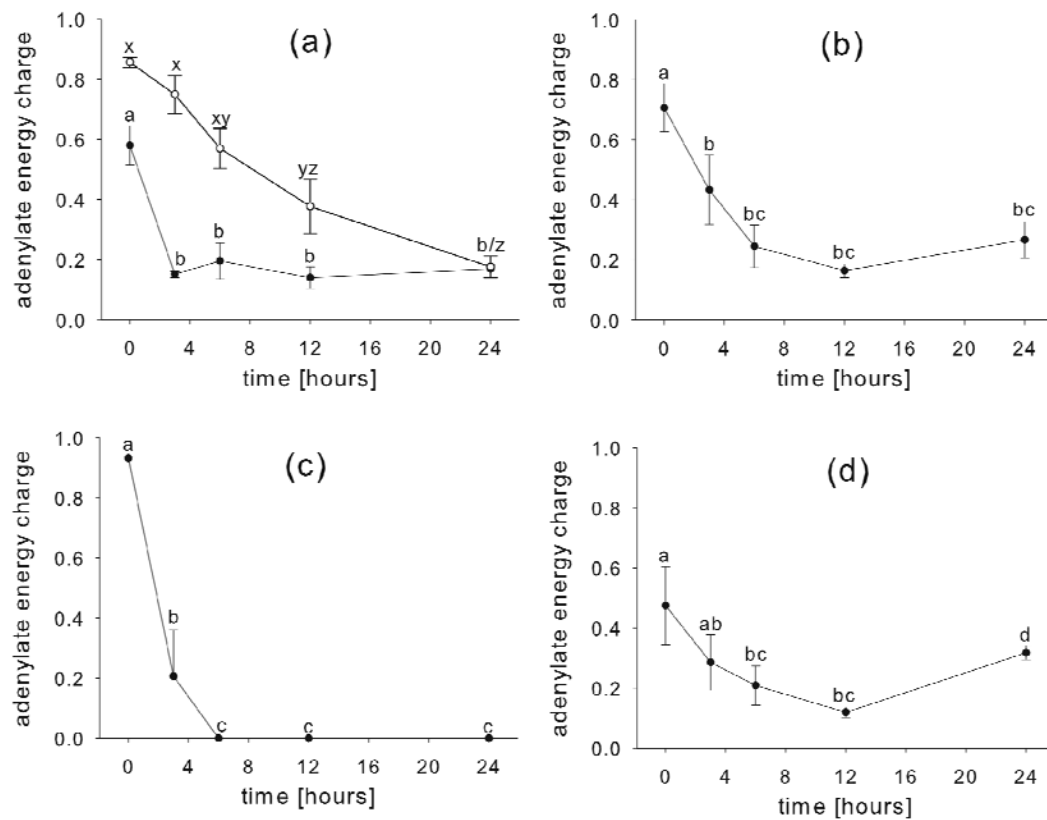 (a)
adenylate energy charge
1.0
0.8
0.6
0.4
0.2
0.0
x
x
xy
yz
b/z
a
b
b
b
0 4 8 12 16 20 24
time [hours]
(b)
adenylate energy charge
1.0
0.8
0.6
0.4
0.2
0.0
a
b
bc
bc
bc
0 4 8 12 16 20 24
time [hours]
(c)
adenylate energy charge
1.0
0.8
0.6
0.4
0.2
0.0
a
b
c
c
c
0 4 8 12 16 20 24
time [hours]
(d)
adenylate energy charge
1.0
0.8
0.6
0.4
0.2
0.0
a
ab
bc
bc
d
0 4 8 12 16 20 24
time [hours]